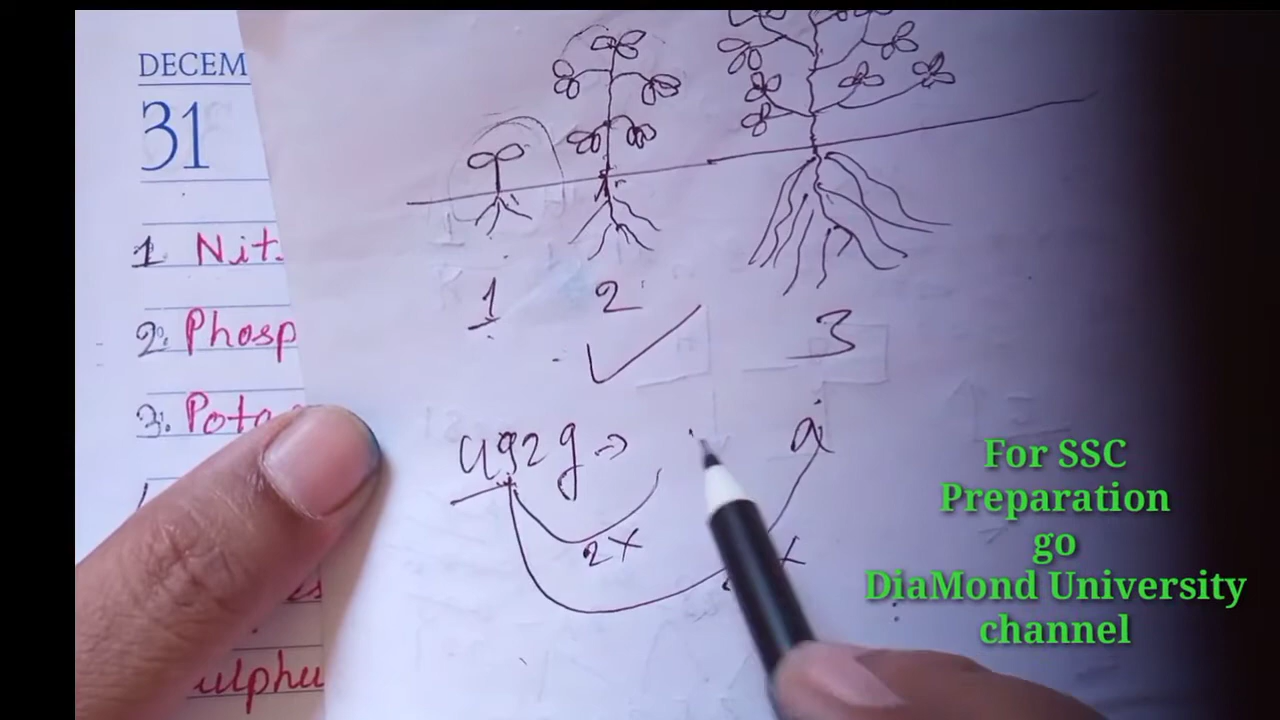 DECEM
31
1 Nit.
2. Phosp
3. Pota
ulphu
1
2
3
2x
For SSC
Preparation
go
DiaMond University
channel